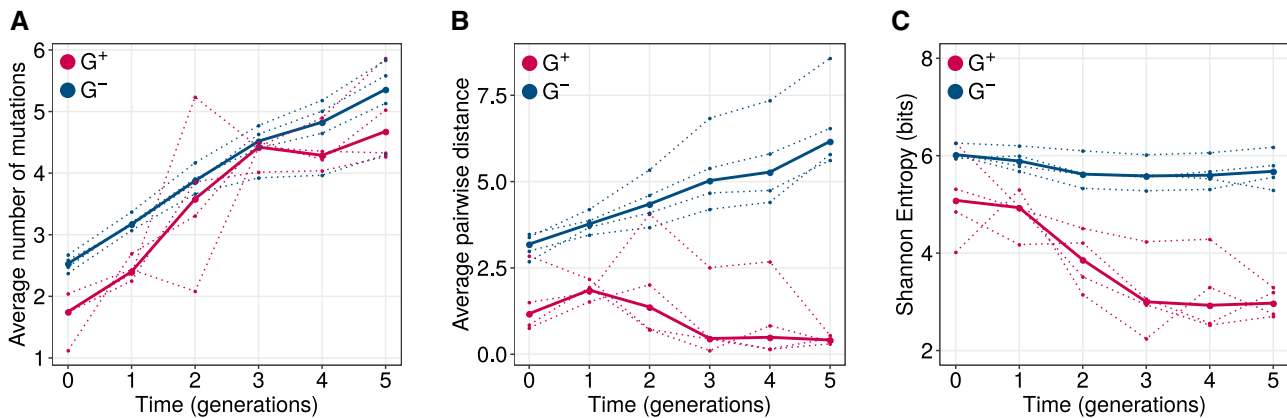 A
Average number of mutations
6
5
4
3
2
1
G+
G−
0 1 2 3 4 5
Time (generations)
B
Average pairwise distance
7.5
5.0
2.5
0.0
G+
G−
0 1 2 3 4 5
Time (generations)
C
Shannon Entropy (bits)
8
6
4
2
G+
G−
0 1 2 3 4 5
Time (generations)